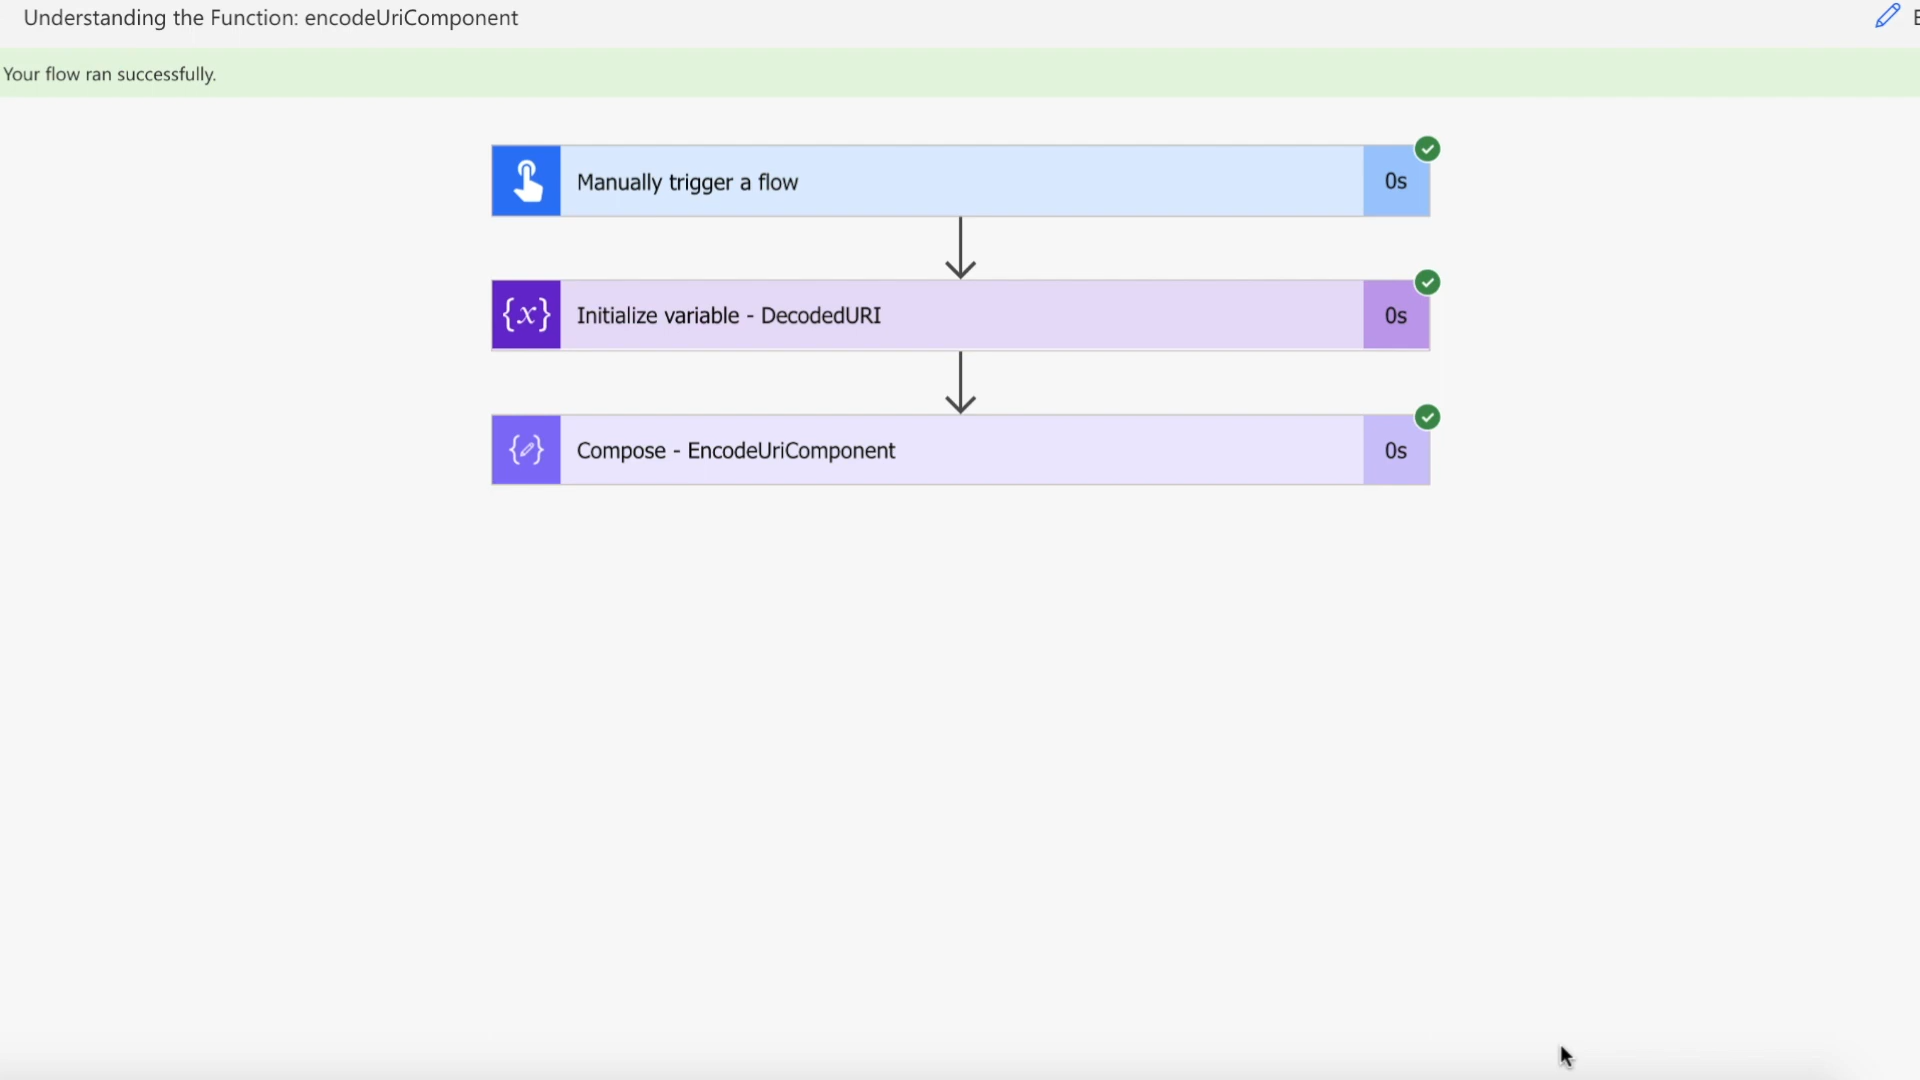 Understanding the Function: encodeUriComponent
Your flow ran successfully.
Manually trigger a flow
0s
{x}
Initialize variable - DecodedURI
0s
Compose - EncodeUriComponent
0s